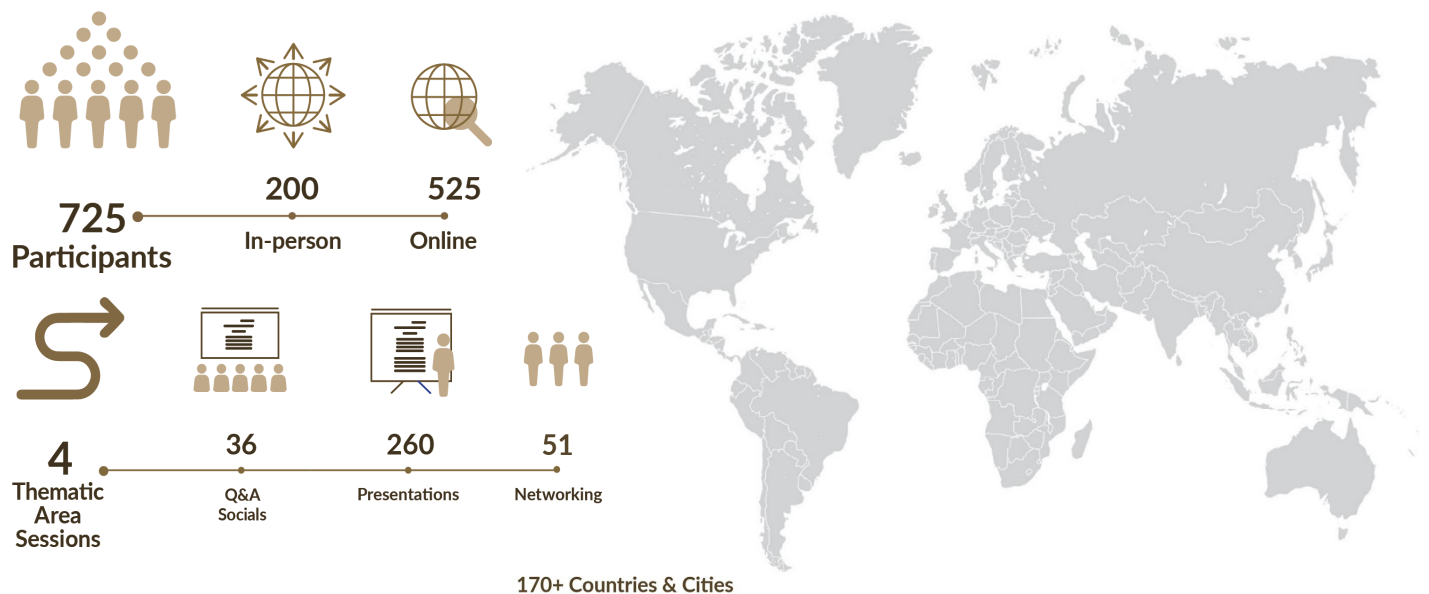 200
525
725
In-person
Online
Participants
4
36
260
51
Thematic
Area
Sessions
Q&A
Socials
Presentations
Networking
170+ Countries & Cities